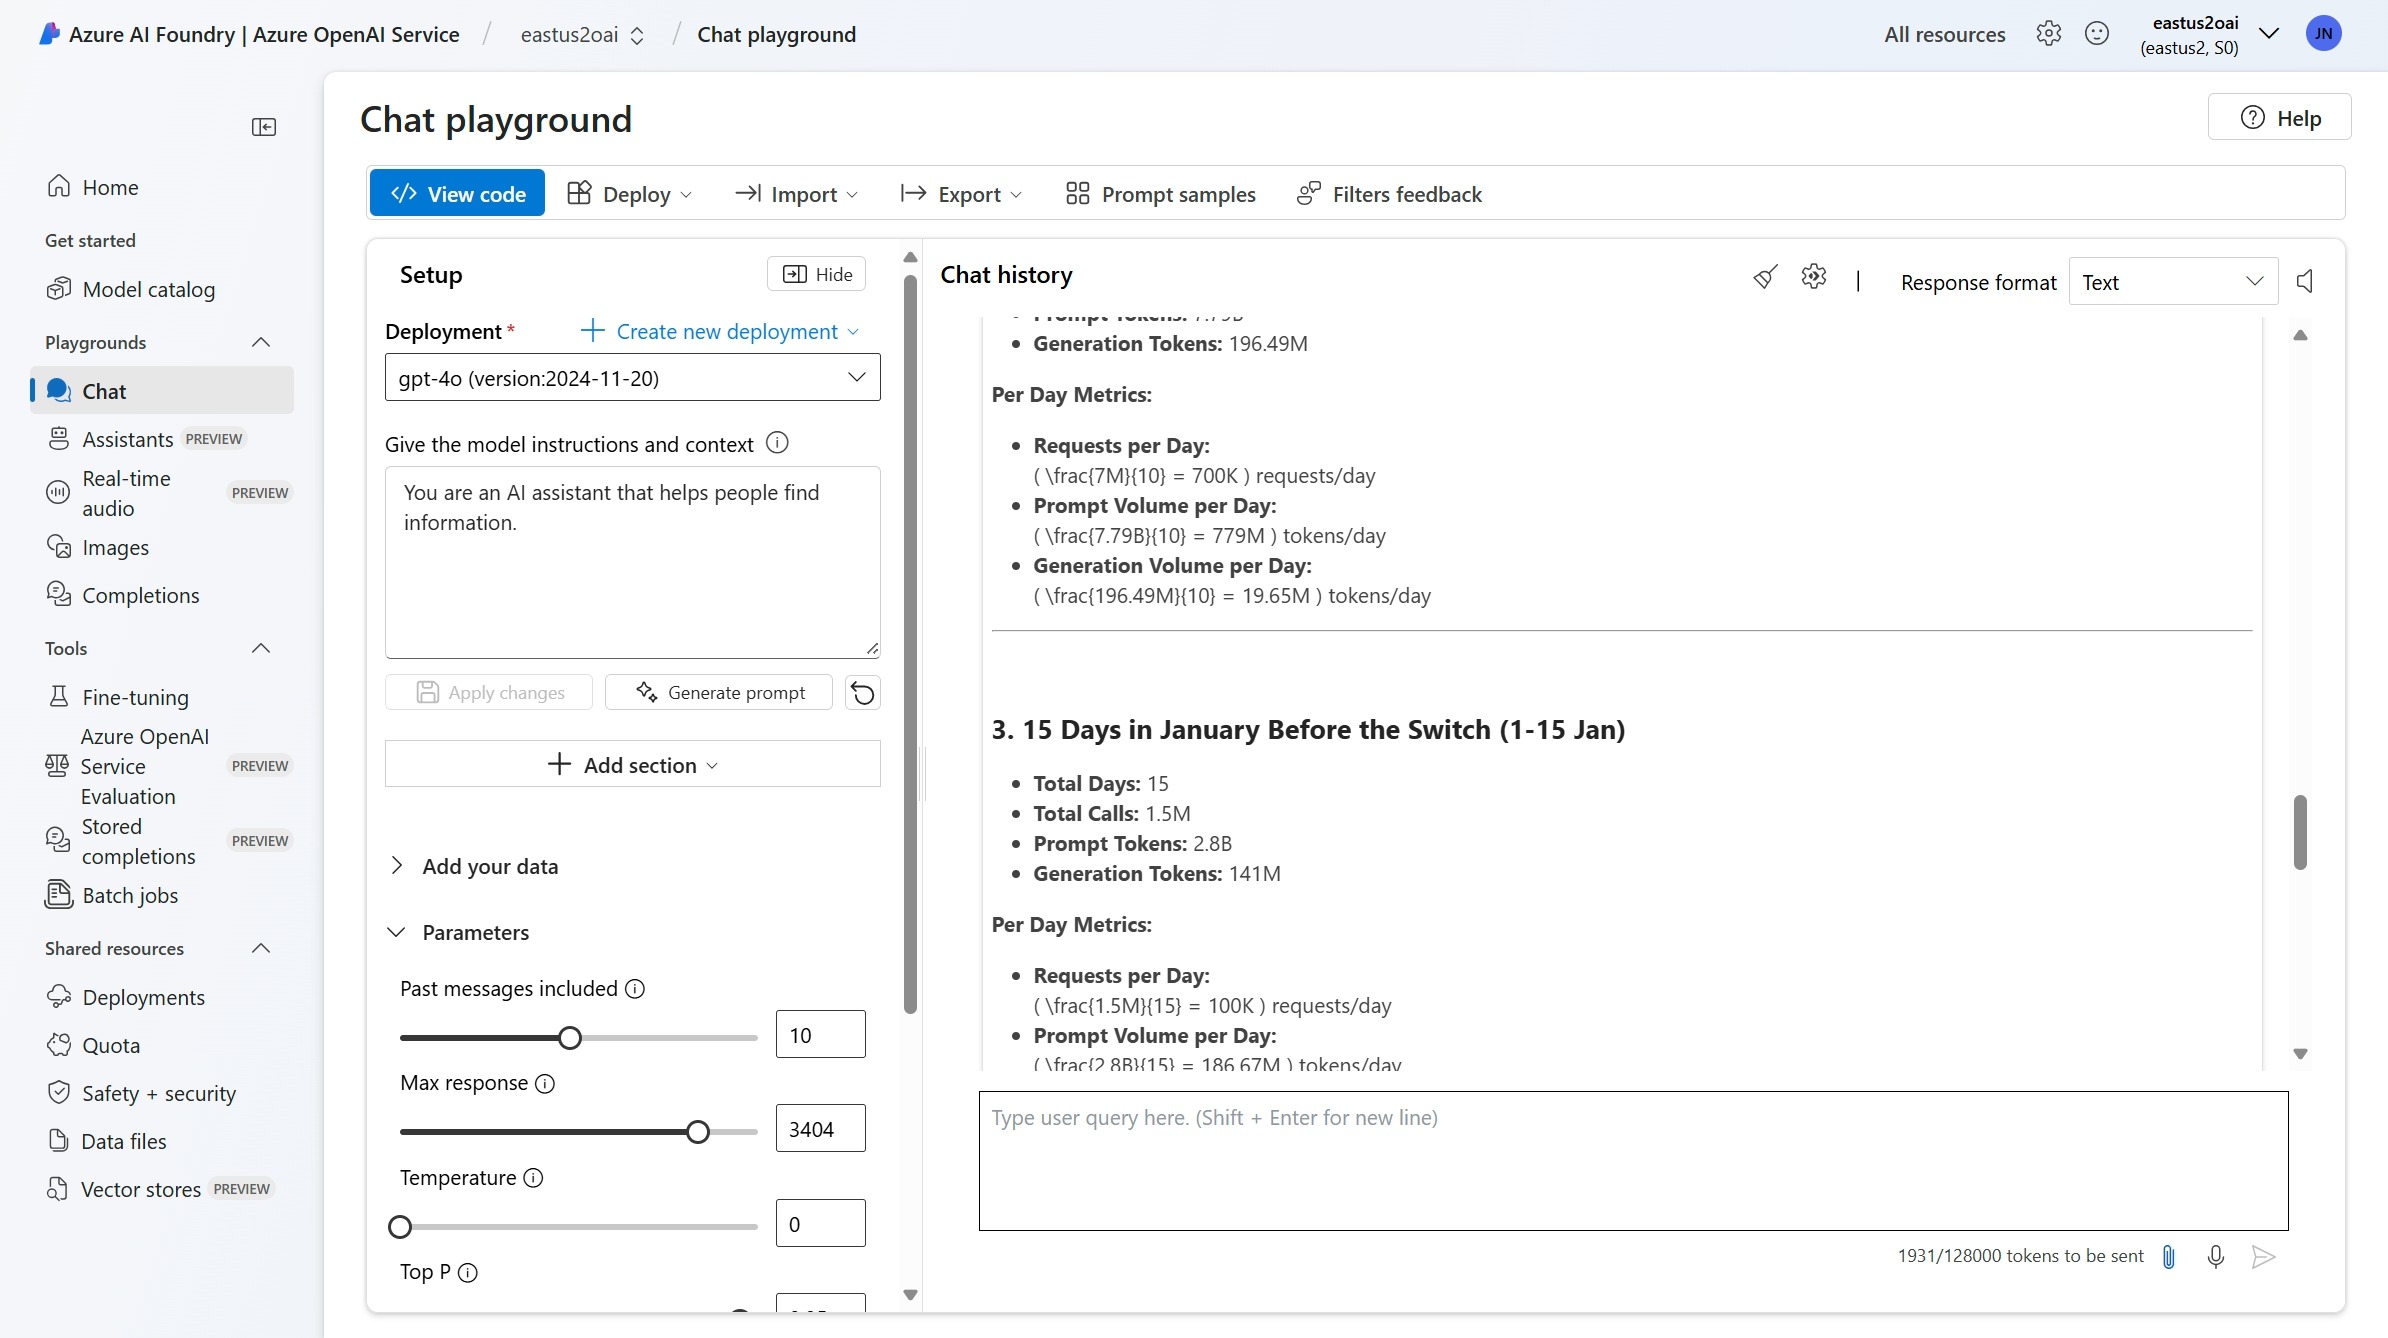 Azure AI Foundry | Azure OpenAI Service / eastus2oai / Chat playground
All resources
eastus2oai
(eastus2, S0)
JN
Home
Get started
Model catalog
Playgrounds
Chat
Assistants PREVIEW
Real-time
audio
PREVIEW
Images
Completions
Tools
Fine-tuning
Azure OpenAI
Service
Evaluation
PREVIEW
Stored
completions
PREVIEW
Batch jobs
Shared resources
Deployments
Quota
Safety + security
Data files
Vector stores PREVIEW
Chat playground
Help
</> View code
Deploy
Import
Export
Prompt samples
Filters feedback
Setup
Hide
Deployment *
Create new deployment
gpt-4o (version:2024-11-20)
Give the model instructions and context
You are an AI assistant that helps people find
information.
Apply changes
Generate prompt
Add section
Add your data
Parameters
Past messages included
10
Max response
3404
Temperature
0
Top P
Chat history
Response format
Text
Prompt Tokens: 7.79B
Generation Tokens: 196.49M
Per Day Metrics:
Requests per Day:
( \frac{7M}{10} = 700K ) requests/day
Prompt Volume per Day:
( \frac{7.79B}{10} = 779M ) tokens/day
Generation Volume per Day:
( \frac{196.49M}{10} = 19.65M ) tokens/day
3. 15 Days in January Before the Switch (1-15 Jan)
Total Days: 15
Total Calls: 1.5M
Prompt Tokens: 2.8B
Generation Tokens: 141M
Per Day Metrics:
Requests per Day:
( \frac{1.5M}{15} = 100K ) requests/day
Prompt Volume per Day:
( \frac{2.8B}{15} = 186.67M ) tokens/day
Type user query here. (Shift + Enter for new line)
1931/128000 tokens to be sent